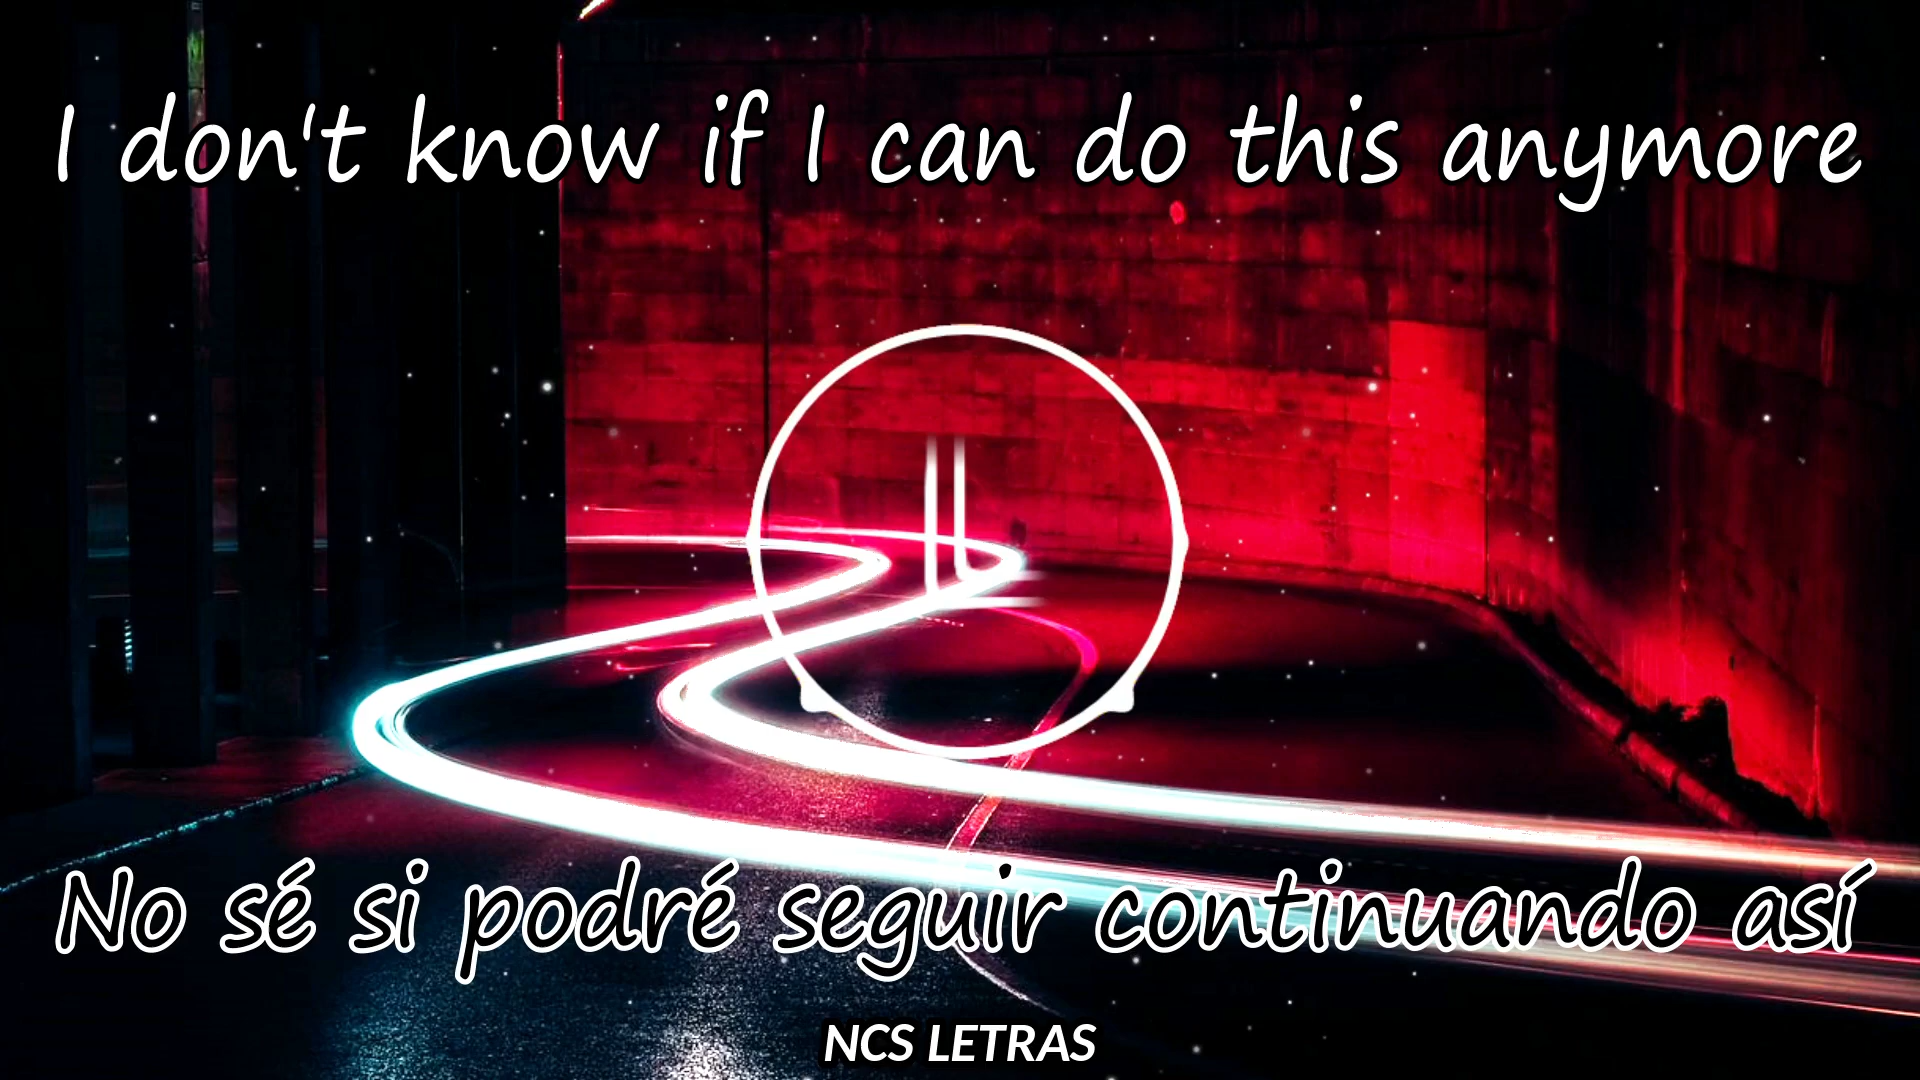 I don't know if I can do this anymore
No sé si podré seguir continuando así
NCS LETRAS